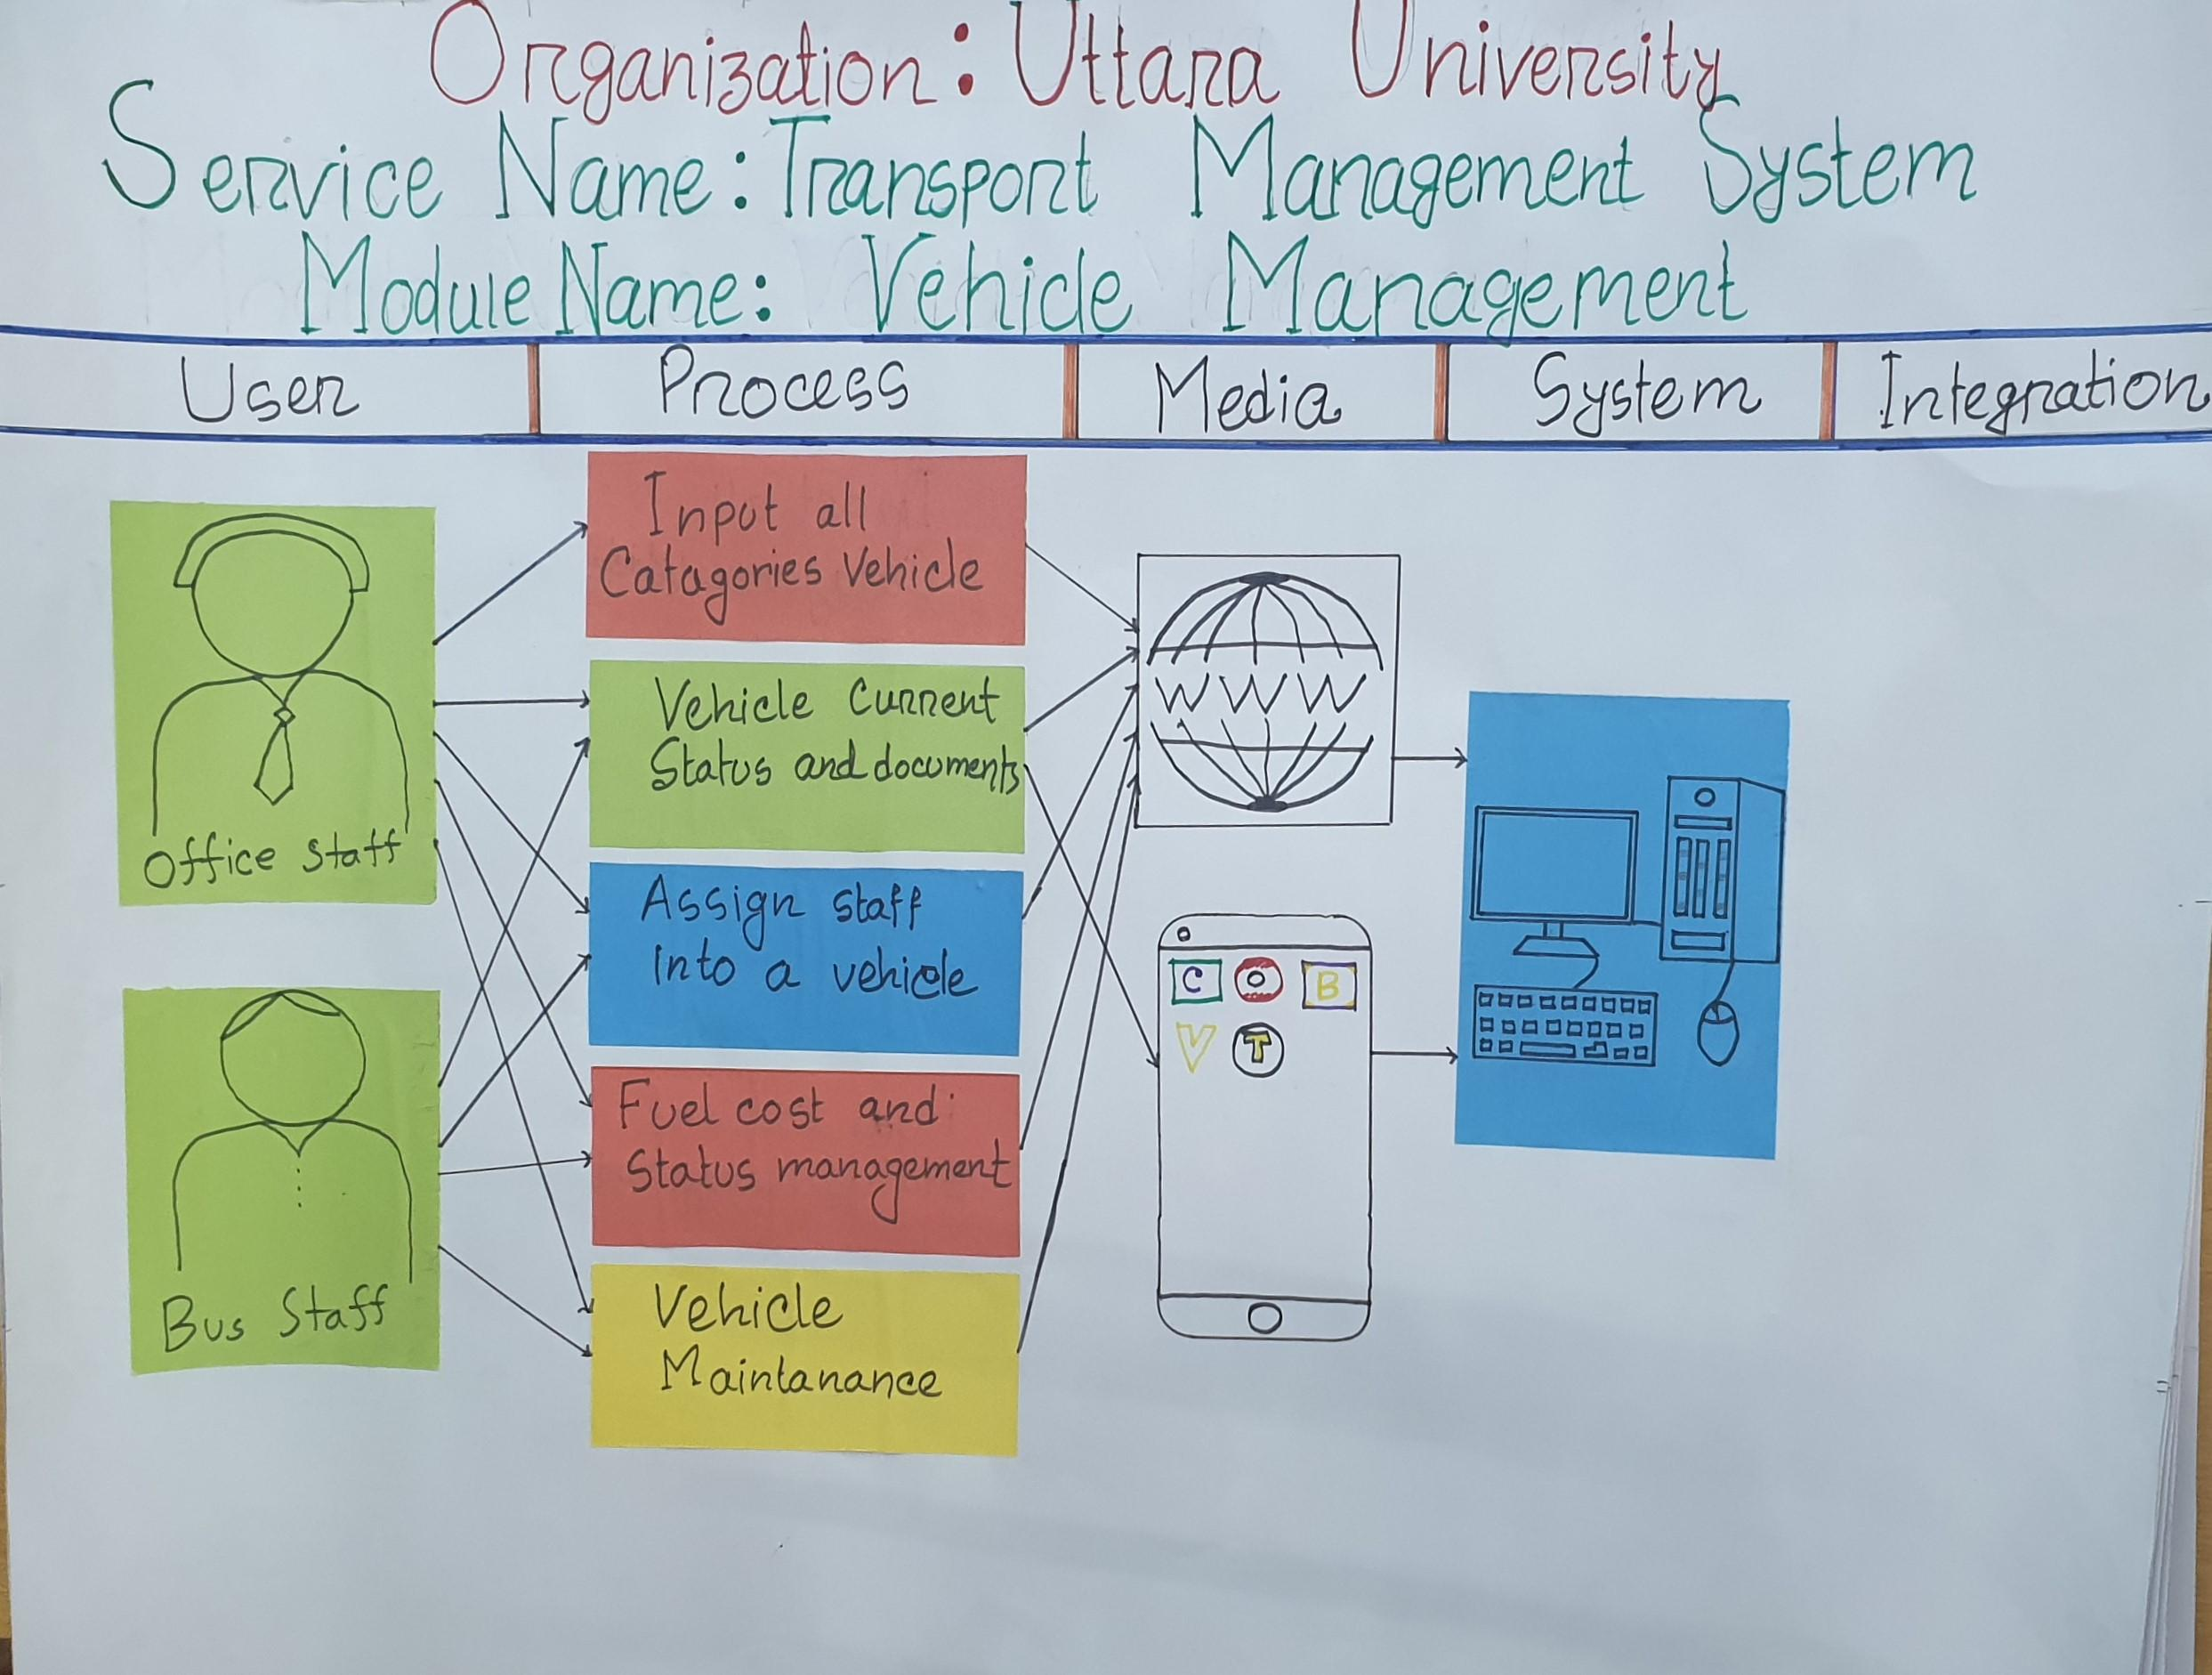 Organization: Uttara University
Service Name: Transport Management System
Module Name: Vehicle Management
User Process Media System Integration
Office Staff
Bus Staff
Input all
Catagories Vehicle
Vehicle Current
Status and documents
Assign staff
into a vehicle
Fuel cost and
Status management
Vehicle
Maintanance
WWW
C O B
V T